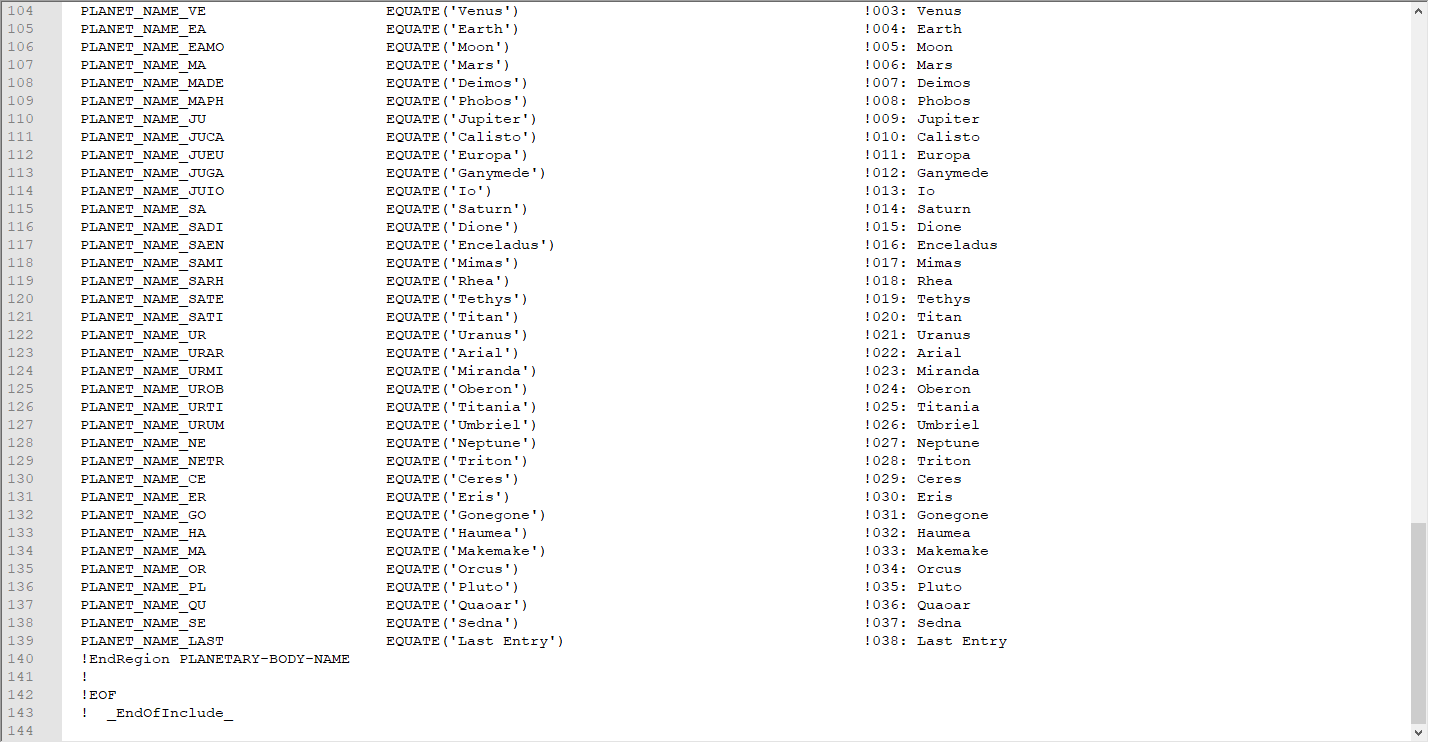 104 PLANET_NAME_VE EQUATE('Venus') !003: Venus
105 PLANET_NAME_EA EQUATE('Earth') !004: Earth
106 PLANET_NAME_EAMO EQUATE('Moon') !005: Moon
107 PLANET_NAME_MA EQUATE('Mars') !006: Mars
108 PLANET_NAME_MADE EQUATE('Deimos') !007: Deimos
109 PLANET_NAME_MAPH EQUATE('Phobos') !008: Phobos
110 PLANET_NAME_JU EQUATE('Jupiter') !009: Jupiter
111 PLANET_NAME_JUCA EQUATE('Calisto') !010: Calisto
112 PLANET_NAME_JUEU EQUATE('Europa') !011: Europa
113 PLANET_NAME_JUGA EQUATE('Ganymede') !012: Ganymede
114 PLANET_NAME_JUIO EQUATE('Io') !013: Io
115 PLANET_NAME_SA EQUATE('Saturn') !014: Saturn
116 PLANET_NAME_SADI EQUATE('Dione') !015: Dione
117 PLANET_NAME_SAEN EQUATE('Enceladus') !016: Enceladus
118 PLANET_NAME_SAMI EQUATE('Mimas') !017: Mimas
119 PLANET_NAME_SARH EQUATE('Rhea') !018: Rhea
120 PLANET_NAME_SATE EQUATE('Tethys') !019: Tethys
121 PLANET_NAME_SATI EQUATE('Titan') !020: Titan
122 PLANET_NAME_UR EQUATE('Uranus') !021: Uranus
123 PLANET_NAME_URAR EQUATE('Arial') !022: Arial
124 PLANET_NAME_URMI EQUATE('Miranda') !023: Miranda
125 PLANET_NAME_UROB EQUATE('Oberon') !024: Oberon
126 PLANET_NAME_URTI EQUATE('Titania') !025: Titania
127 PLANET_NAME_URUM EQUATE('Umbriel') !026: Umbriel
128 PLANET_NAME_NE EQUATE('Neptune') !027: Neptune
129 PLANET_NAME_NETR EQUATE('Triton') !028: Triton
130 PLANET_NAME_CE EQUATE('Ceres') !029: Ceres
131 PLANET_NAME_ER EQUATE('Eris') !030: Eris
132 PLANET_NAME_GO EQUATE('Gonegone') !031: Gonegone
133 PLANET_NAME_HA EQUATE('Haumea') !032: Haumea
134 PLANET_NAME_MA EQUATE('Makemake') !033: Makemake
135 PLANET_NAME_OR EQUATE('Orcus') !034: Orcus
136 PLANET_NAME_PL EQUATE('Pluto') !035: Pluto
137 PLANET_NAME_QU EQUATE('Quaoar') !036: Quaoar
138 PLANET_NAME_SE EQUATE('Sedna') !037: Sedna
139 PLANET_NAME_LAST EQUATE('Last Entry') !038: Last Entry
140 !EndRegion PLANETARY-BODY-NAME
141 !
142 !EOF
143 ! _EndOfInclude_
144